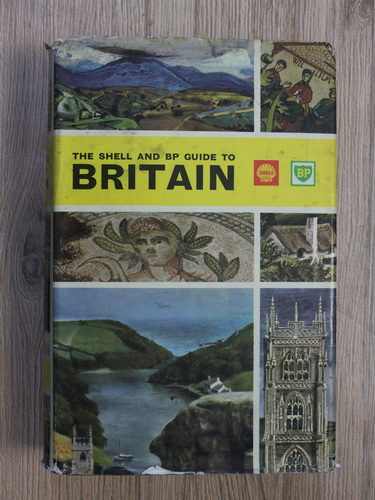 THE SHELL AND BP GUIDE TO
BRITAIN
SHELL
BP